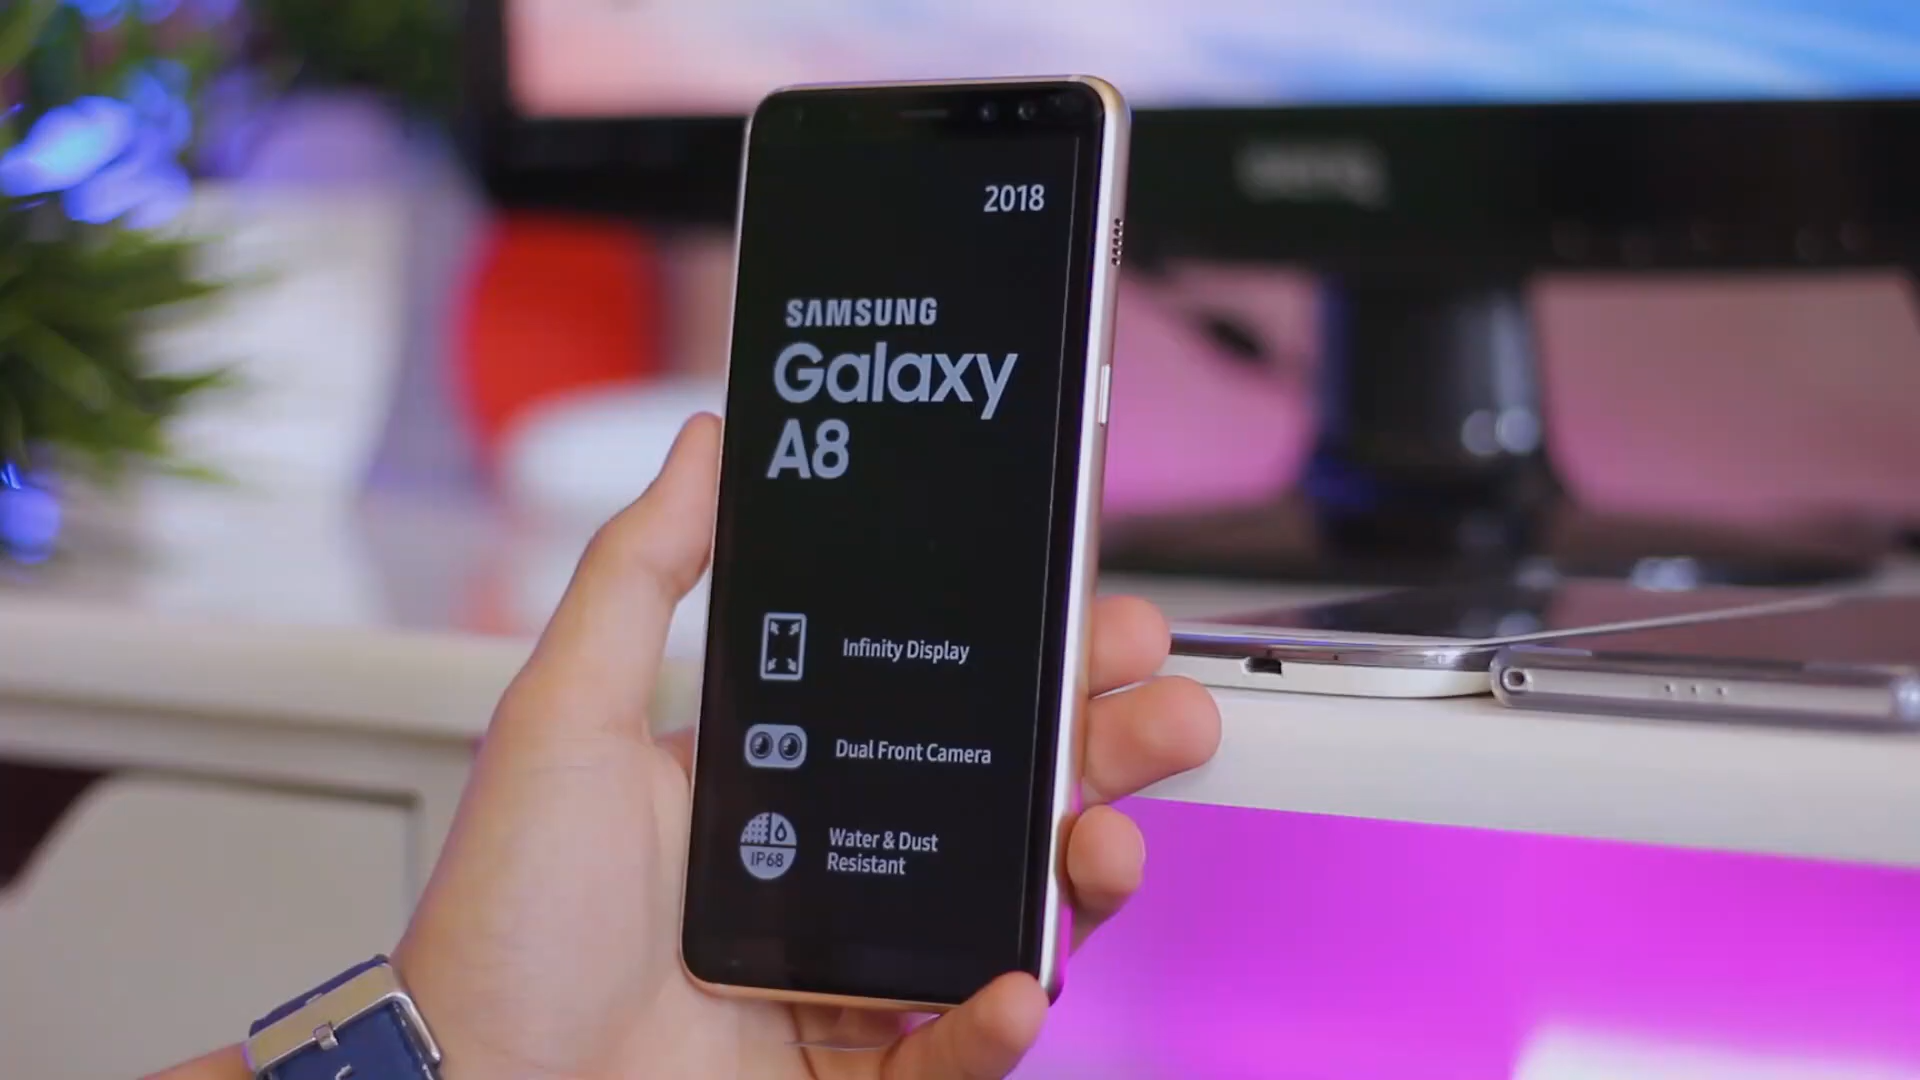 2018
SAMSUNG
Galaxy
A8
Infinity Display
Dual Front Camera
IP68
Water & Dust
Resistant